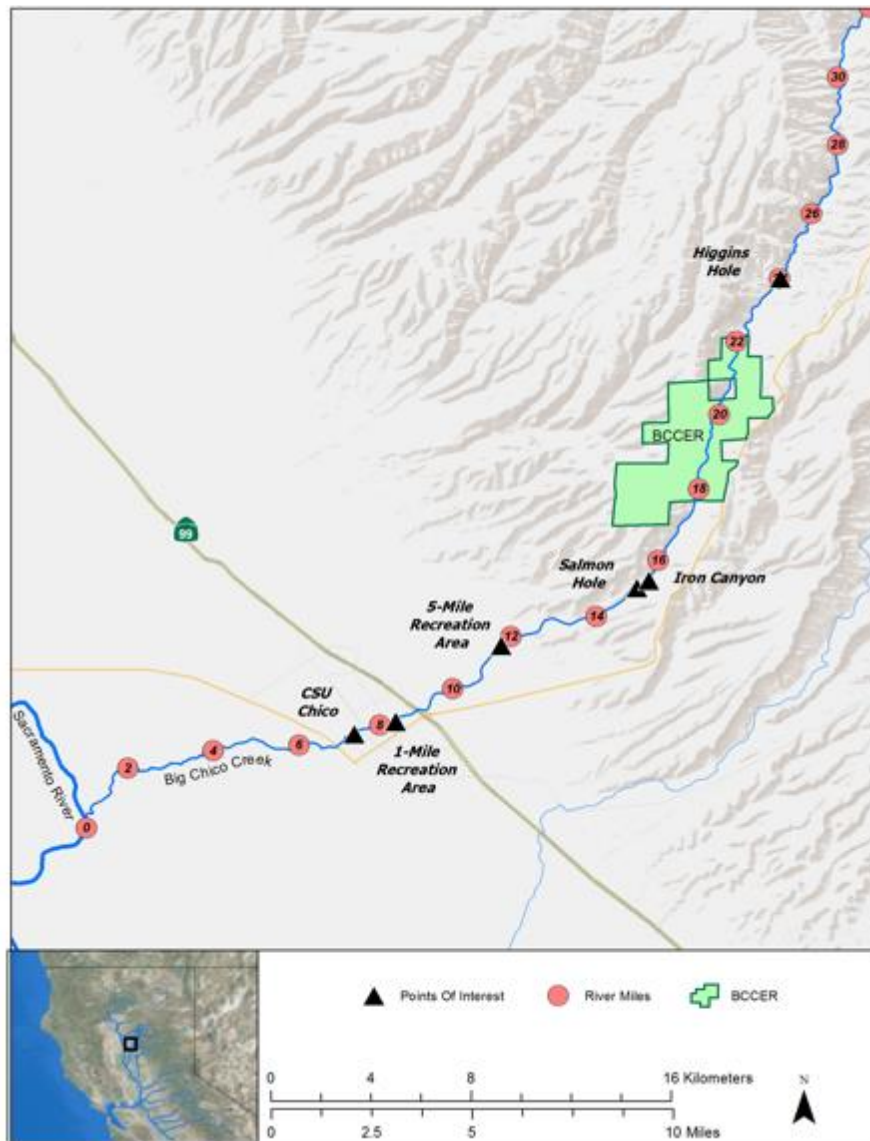 30
28
26
Higgins
Hole
22
20
BCCER
18
99
16
Salmon
Hole
Iron Canyon
14
5-Mile
Recreation
Area
12
10
CSU
Chico
8
1-Mile
Recreation
Area
6
4
2
Big Chico Creek
Sacramento River
0
Points Of Interest
River Miles
BCCER
0 4 8 16 Kilometers
0 2.5 5 10 Miles
N